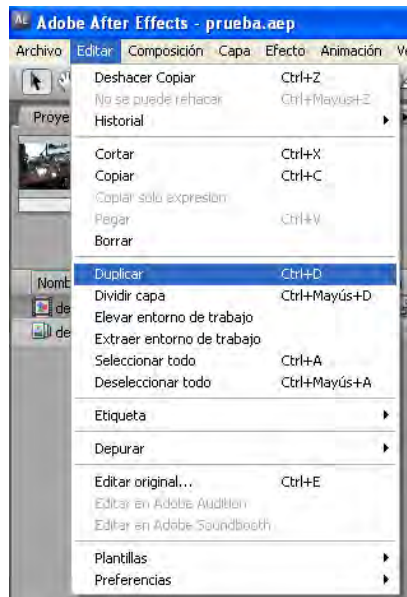 Adobe After Effects - prueba.aep
Archivo Editar Composición Capa Efecto Animación
Deshacer Copiar Ctrl+Z
No se puede rehacer Ctrl+Mayús+Z
Proye
Historial
Cortar Ctrl+X
Copiar Ctrl+C
Copiar sólo expresión
Pegar Ctrl+V
Borrar
Duplicar Ctrl+D
Nomb
Dividir capa Ctrl+Mayús+D
de
Elevar entorno de trabajo
de
Extraer entorno de trabajo
Seleccionar todo Ctrl+A
Deseleccionar todo Ctrl+Mayús+A
Etiqueta
Depurar
Editar original... Ctrl+E
Editar en Adobe Audition
Editar en Adobe Soundbooth
Plantillas
Preferencias